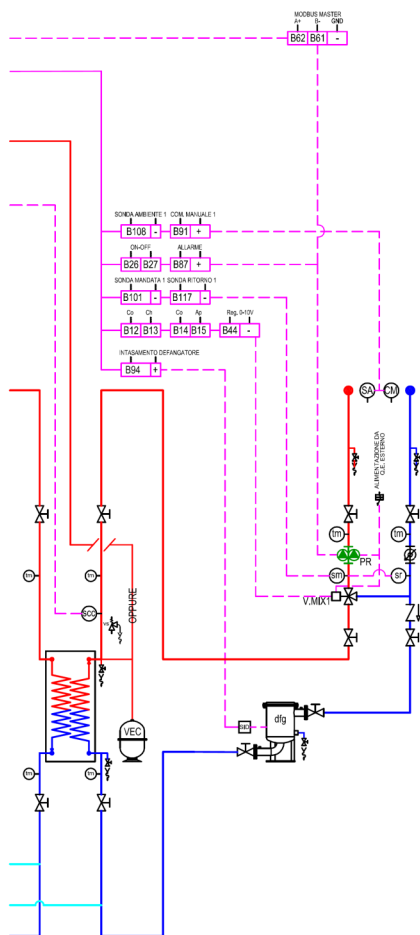 MODBUS MASTER
A+ B- GND
B62 B61 -
SONDA AMBIENTE 1 COM. MANUALE 1
B108 - B91 +
ON-OFF ALLARME
B26 B27 B87 +
SONDA MANDATA 1 SONDA RITORNO 1
B101 - B117 -
Co Ch Co Ap Reg. 0-10V
B12 B13 B14 B15 B44 -
INTASAMENTO DEFANGATORE
B94 +
SA CM
ALIMENTAZIONE DA
Q.E. ESTERNO
tm tm
PR
tm tm sm sr
V.MIX1
OPPURE
scc
VS
dfg
VEC
tm tm